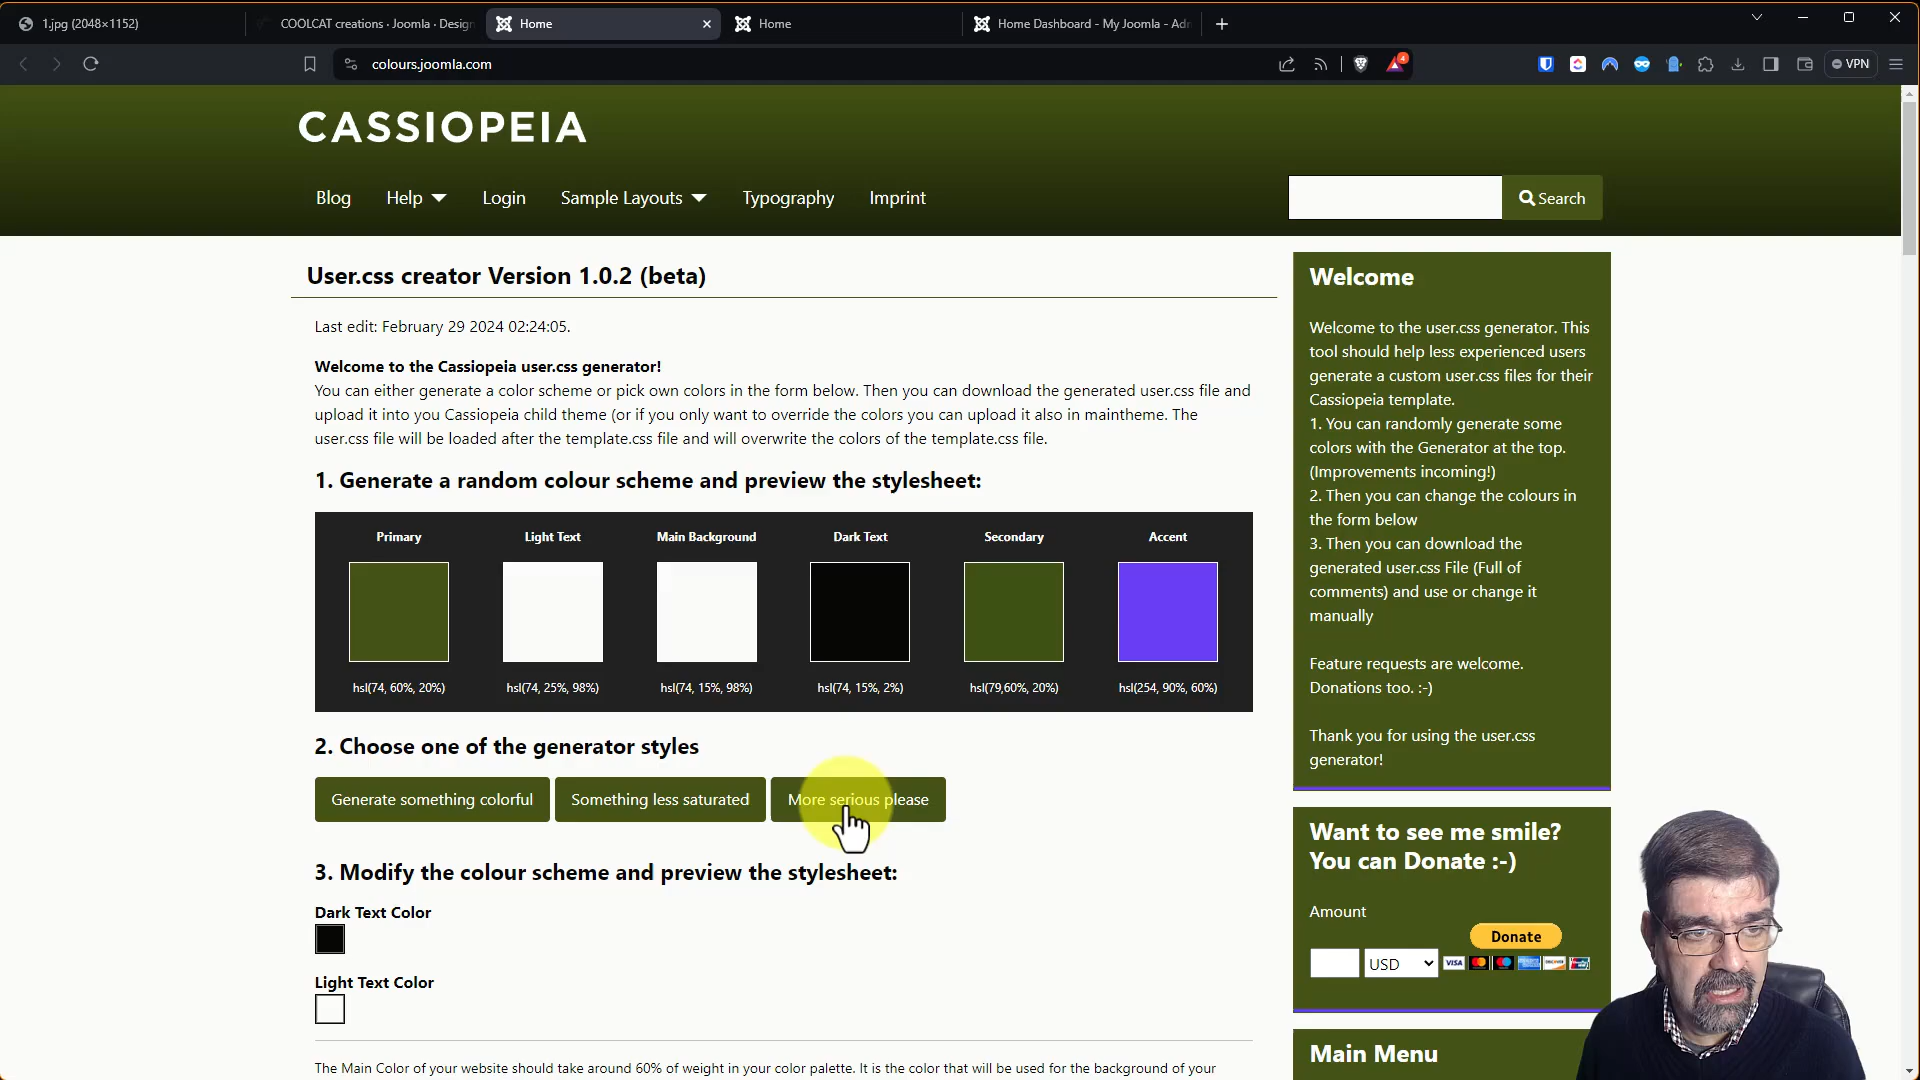 1.jpg (2048×1152)
COOLCAT creations · Joomla · Design
Home
Home
Home Dashboard - My Joomla - Adm
colours.joomla.com
4
VPN
CASSIOPEIA
Blog
Help
Login
Sample Layouts
Typography
Imprint
Search
User.css creator Version 1.0.2 (beta)
Last edit: February 29 2024 02:24:05.
Welcome to the Cassiopeia user.css generator!
You can either generate a color scheme or pick own colors in the form below. Then you can download the generated user.css file and
upload it into you Cassiopeia child theme (or if you only want to override the colors you can upload it also in maintheme. The
user.css file will be loaded after the template.css file and will overwrite the colors of the template.css file.
1. Generate a random colour scheme and preview the stylesheet:
Primary
Light Text
Main Background
Dark Text
Secondary
Accent
hsl(74, 60%, 20%)
hsl(74, 25%, 98%)
hsl(74, 15%, 98%)
hsl(74, 15%, 2%)
hsl(79,60%, 20%)
hsl(254, 90%, 60%)
2. Choose one of the generator styles
Generate something colorful
Something less saturated
More serious please
3. Modify the colour scheme and preview the stylesheet:
Dark Text Color
Light Text Color
The Main Color of your website should take around 60% of weight in your color palette. It is the color that will be used for the background of your
Welcome
Welcome to the user.css generator. This
tool should help less experienced users
generate a custom user.css files for their
Cassiopeia template.
1. You can randomly generate some
colors with the Generator at the top.
(Improvements incoming!)
2. Then you can change the colours in
the form below
3. Then you can download the
generated user.css File (Full of
comments) and use or change it
manually
Feature requests are welcome.
Donations too. :-)
Thank you for using the user.css
generator!
Want to see me smile?
You can Donate :-)
Amount
Donate
USD
VISA
Main Menu